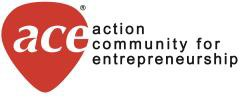 ace®
action
community for
entrepreneurship